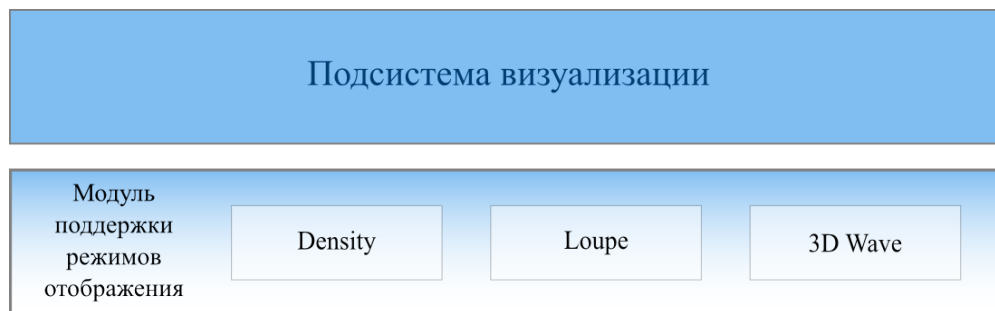 Подсистема визуализации
Модуль
поддержки
режимов
отображения
Density
Loupe
3D Wave